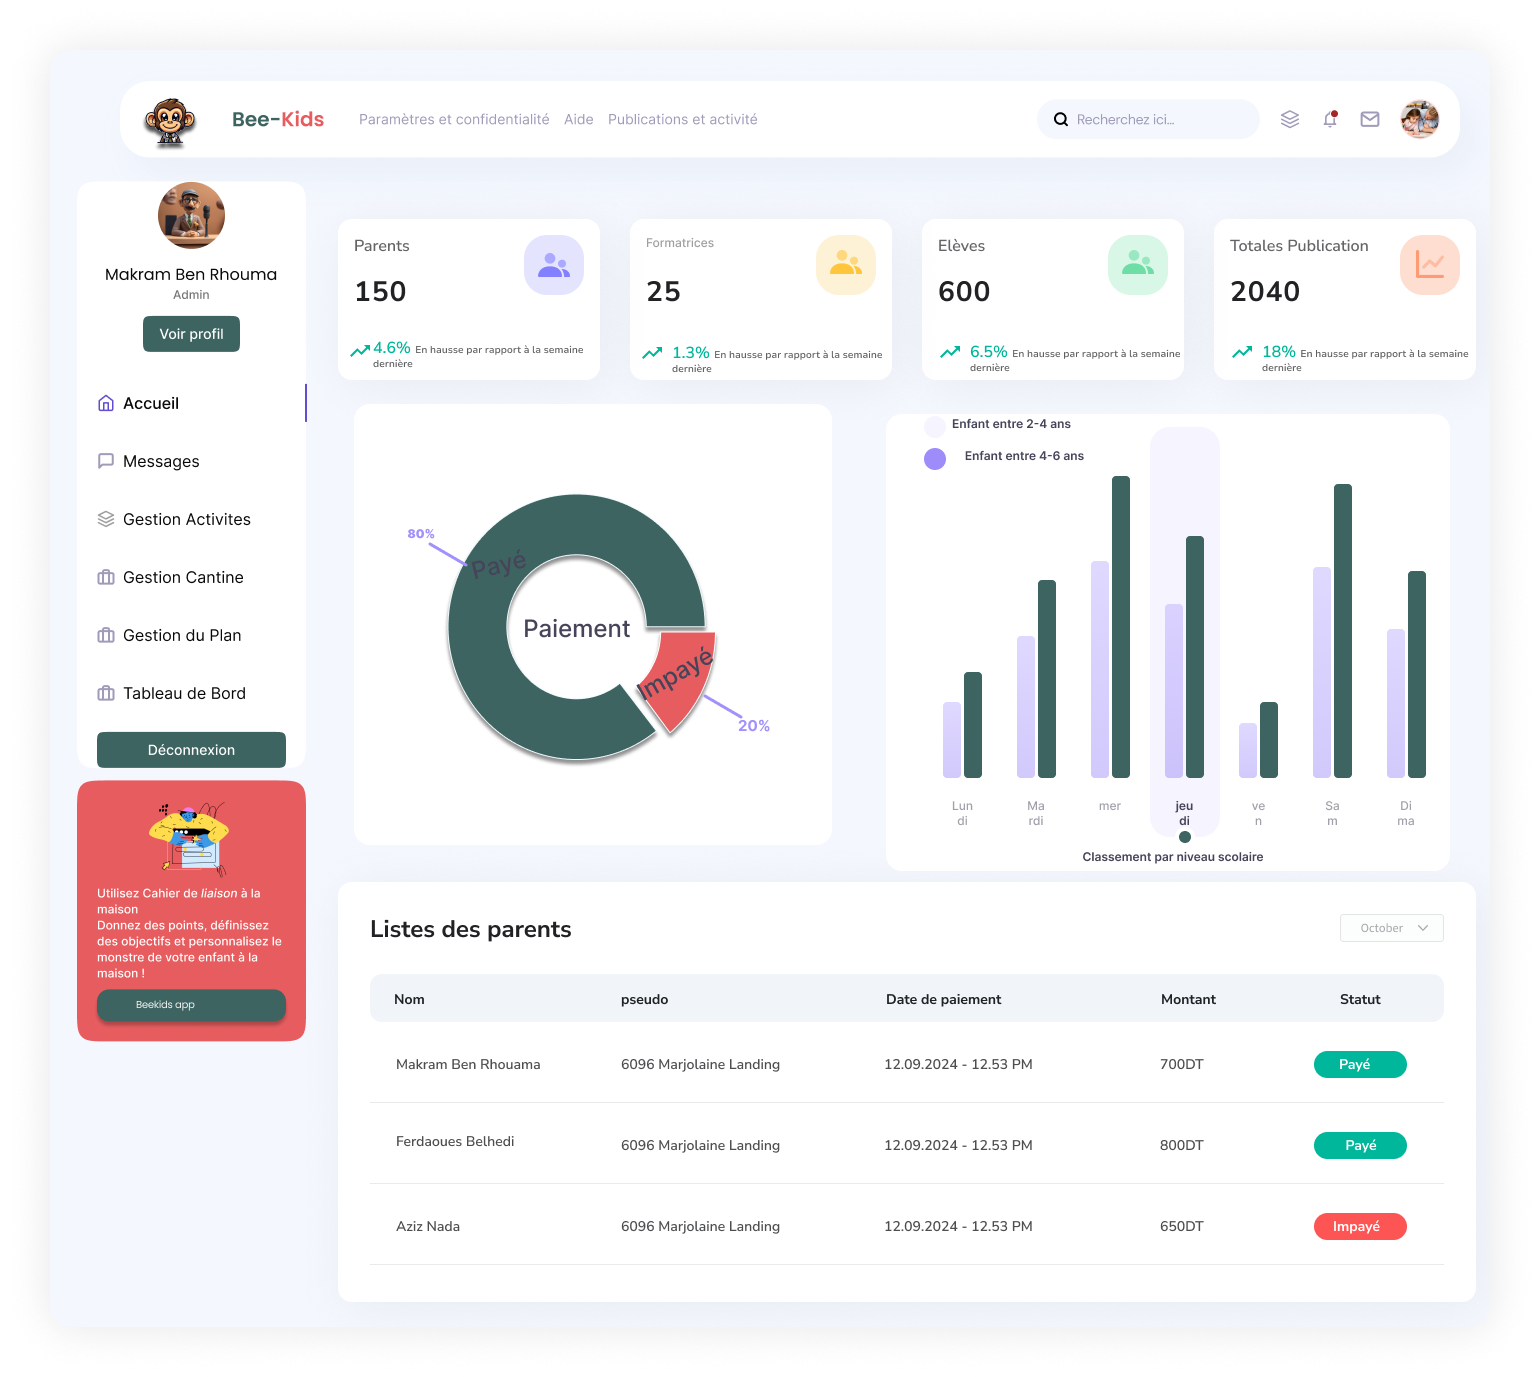 Bee-Kids
Paramètres et confidentialité
Aide
Publications et activité
Recherchez ici...
Makram Ben Rhouma
Admin
Voir profil
Accueil
Messages
Gestion Activites
Gestion Cantine
Gestion du Plan
Tableau de Bord
Déconnexion
Utilisez Cahier de liaison à la
maison
Donnez des points, définissez
des objectifs et personnalisez le
monstre de votre enfant à la
maison !
Beekids app
Parents
150
4.6% En hausse par rapport à la semaine
dernière
Formatrices
25
1.3% En hausse par rapport à la semaine
dernière
Elèves
600
6.5% En hausse par rapport à la semaine
dernière
Totales Publication
2040
18% En hausse par rapport à la semaine
dernière
80%
Payé
Paiement
Impayé
20%
Enfant entre 2-4 ans
Enfant entre 4-6 ans
Lun
di
Ma
rdi
mer
jeu
di
ve
n
Sa
m
Di
ma
Classement par niveau scolaire
Listes des parents
October
Nom pseudo Date de paiement Montant Statut
Makram Ben Rhouama 6096 Marjolaine Landing 12.09.2024 - 12.53 PM 700DT Payé
Ferdaoues Belhedi 6096 Marjolaine Landing 12.09.2024 - 12.53 PM 800DT Payé
Aziz Nada 6096 Marjolaine Landing 12.09.2024 - 12.53 PM 650DT Impayé